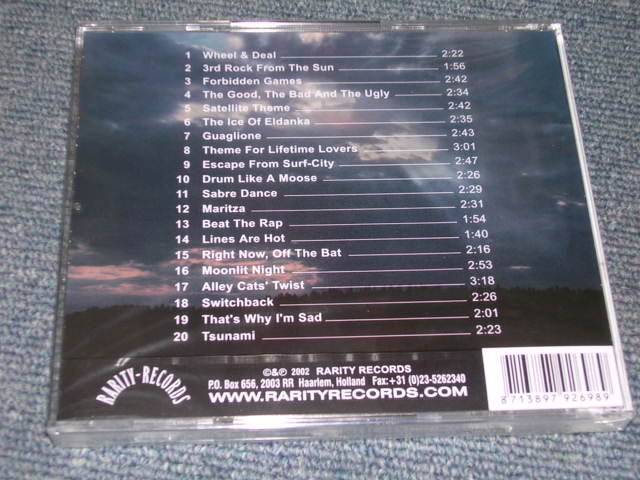 1 Wheel & Deal 2:22
2 3rd Rock From The Sun 1:56
3 Forbidden Games 2:42
4 The Good, The Bad And The Ugly 2:34
5 Satellite Theme 2:42
6 The Ice Of Eldanka 2:35
7 Guaglione 2:43
8 Theme For Lifetime Lovers 3:01
9 Escape From Surf-City 2:47
10 Drum Like A Moose 2:26
11 Sabre Dance 2:29
12 Maritza 2:31
13 Beat The Rap 1:54
14 Lines Are Hot 1:40
15 Right Now, Off The Bat 2:16
16 Moonlit Night 2:53
17 Alley Cats' Twist 3:18
18 Switchback 2:26
19 That's Why I'm Sad 2:01
20 Tsunami 2:23
RARITY-RECORDS
©&℗ 2002 RARITY RECORDS
P.O. Box 656, 2003 RR Haarlem, Holland Fax:+31 (0)23-5262340
WWW.RARITYRECORDS.COM
8 713897 926989